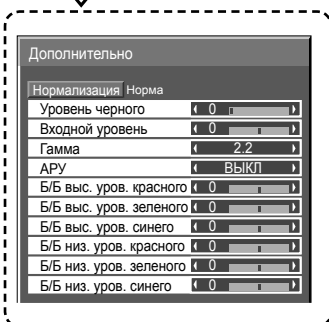 Дополнительно
Нормализация Норма
Уровень черного 0
Входной уровень 0
Гамма 2.2
АРУ ВЫКЛ
Б/Б выс. уров. красного 0
Б/Б выс. уров. зеленого 0
Б/Б выс. уров. синего 0
Б/Б низ. уров. красного 0
Б/Б низ. уров. зеленого 0
Б/Б низ. уров. синего 0